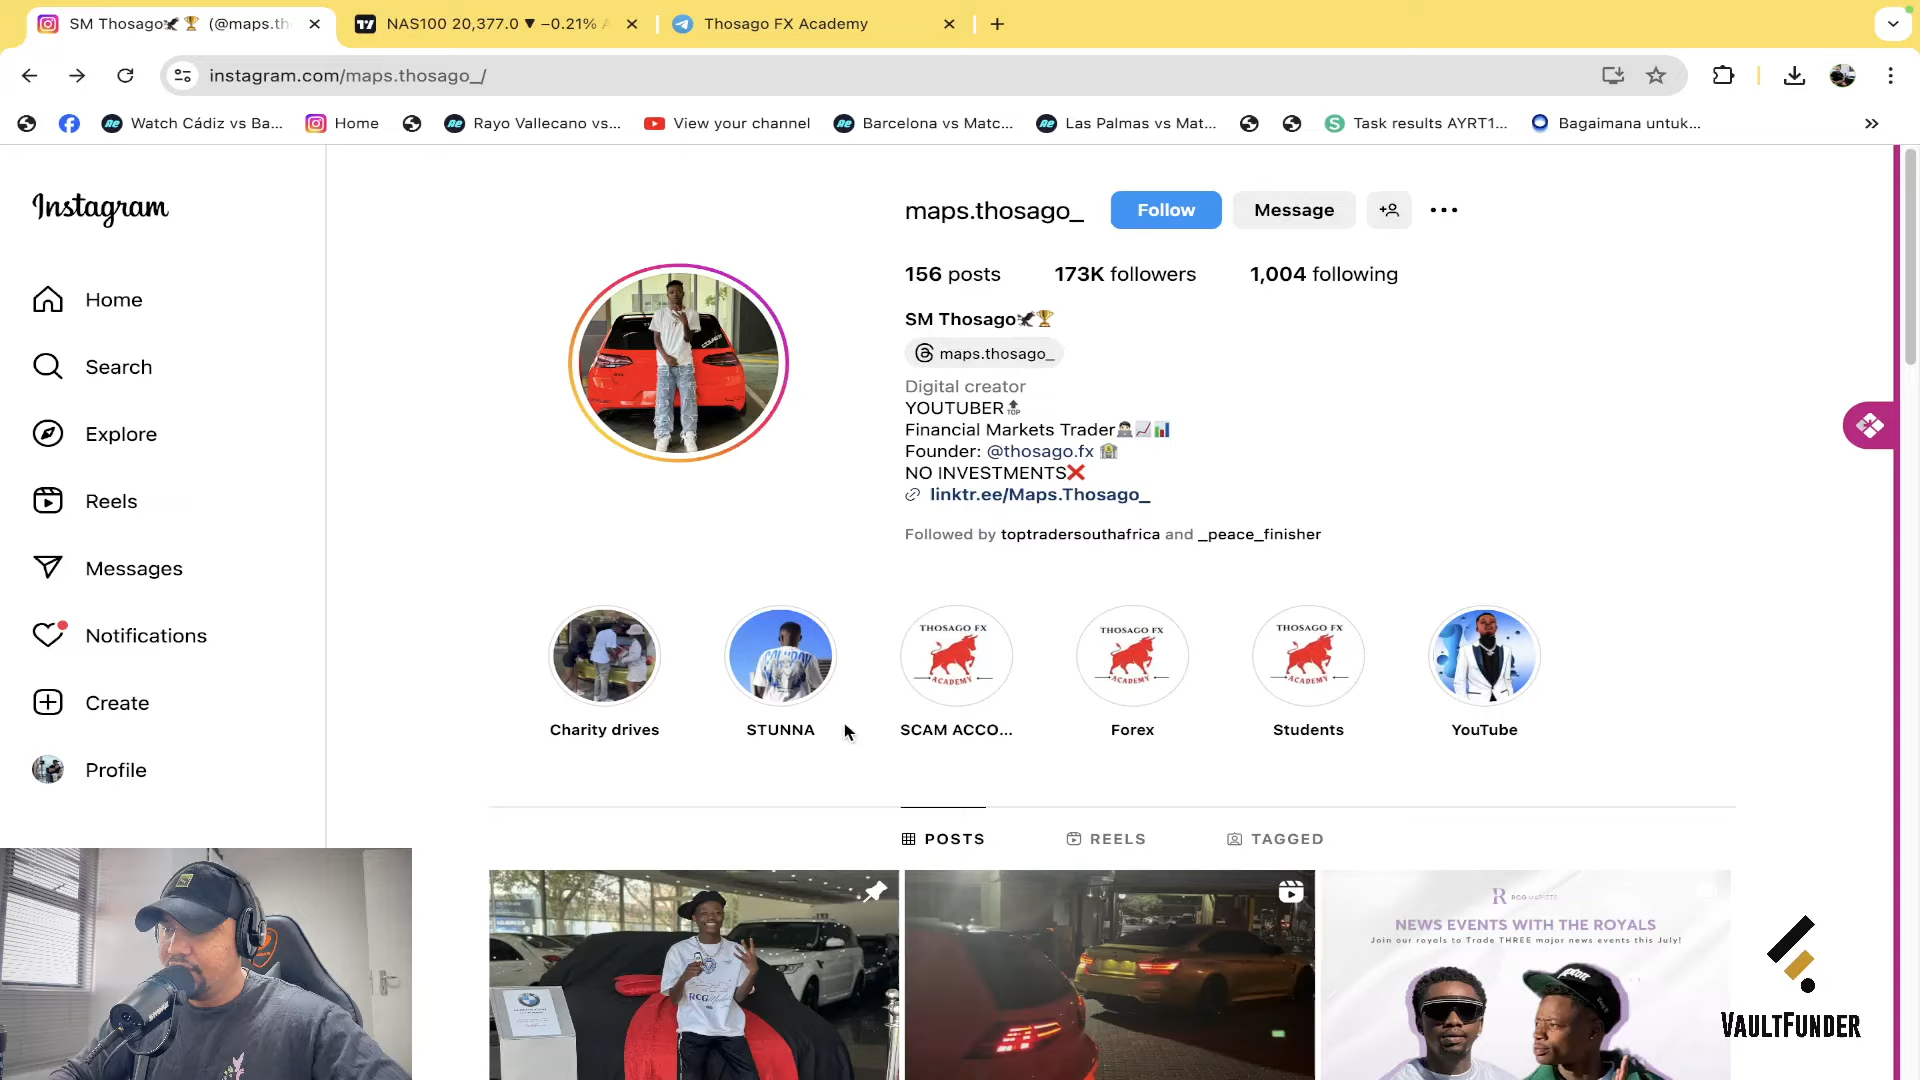 SM Thosago🦅🏆 (@maps.th
NAS100 20,377.0 ▼ −0.21%
Thosago FX Academy
instagram.com/maps.thosago_/
Watch Cádiz vs Ba...
Home
Rayo Vallecano vs...
View your channel
Barcelona vs Matc...
Las Palmas vs Mat...
Task results AYRT1...
Bagaimana untuk...
Instagram
Home
Search
Explore
Reels
Messages
Notifications
Create
Profile
maps.thosago_
Follow
Message
156 posts
173K followers
1,004 following
SM Thosago🦅🏆
maps.thosago_
Digital creator
YOUTUBER🔝
Financial Markets Trader👨🏻‍💻📈📊
Founder: @thosago.fx 🏦
NO INVESTMENTS❌
linktr.ee/Maps.Thosago_
Followed by toptradersouthafrica and _peace_finisher
THOSAGO FX
ACADEMY
THOSAGO FX
ACADEMY
THOSAGO FX
ACADEMY
Charity drives
STUNNA
SCAM ACCO...
Forex
Students
YouTube
POSTS
REELS
TAGGED
RCG MARKETS
NEWS EVENTS WITH THE ROYALS
Join our royals to Trade THREE major news events this July!
VAULTFUNDER